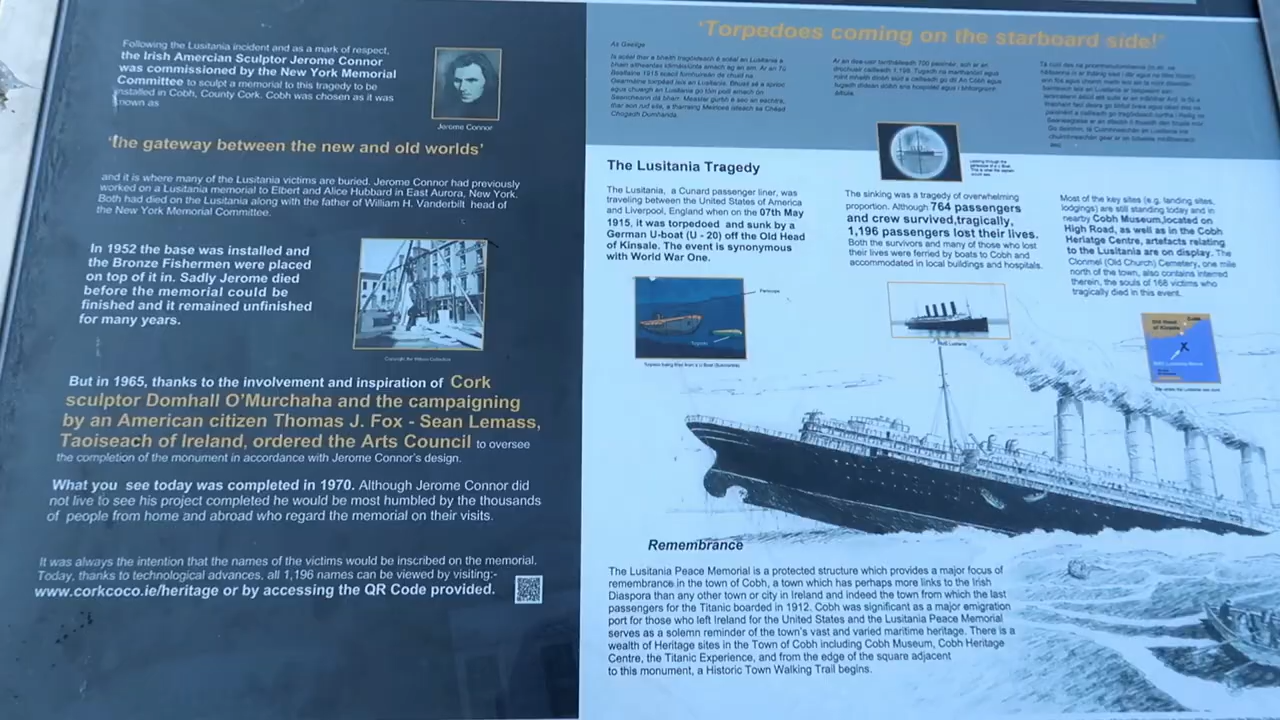 Following the Lusitania incident and as a mark of respect,
the Irish Amercian Sculptor Jerome Connor
was commissioned by the New York Memorial
Committee to sculpt a memorial to this tragedy to be
installed in Cobh, County Cork. Cobh was chosen as it was
known as
Jerome Connor
'the gateway between the new and old worlds'
and it is where many of the Lusitania victims are buried. Jerome Connor had previously
worked on a Lusitania memorial to Elbert and Alice Hubbard in East Aurora, New York.
Both had died on the Lusitania along with the father of William H. Vanderbilt head of
the New York Memorial Committee.
In 1952 the base was installed and
the Bronze Fishermen were placed
on top of it in. Sadly Jerome died
before the memorial could be
finished and it remained unfinished
for many years.
But in 1965, thanks to the involvement and inspiration of Cork
sculptor Domhall O'Murchaha and the campaigning
by an American citizen Thomas J. Fox - Sean Lemass,
Taoiseach of Ireland, ordered the Arts Council to oversee
the completion of the monument in accordance with Jerome Connor's design.
What you see today was completed in 1970. Although Jerome Connor did
not live to see his project completed he would be most humbled by the thousands
of people from home and abroad who regard the memorial on their visits.
It was always the intention that the names of the victims would be inscribed on the memorial.
Today, thanks to technological advances, all 1,196 names can be viewed by visiting:-
www.corkcoco.ie/heritage or by accessing the QR Code provided.
'Torpedoes coming on the starboard side!'
As Gaeilge
The Lusitania Tragedy
The Lusitania, a Cunard passenger liner, was
traveling between the United States of America
and Liverpool, England when on the 07th May
1915, it was torpedoed and sunk by a
German U-boat (U - 20) off the Old Head
of Kinsale. The event is synonymous
with World War One.
The sinking was a tragedy of overwhelming
proportion. Although 764 passengers
and crew survived,tragically,
1,196 passengers lost their lives.
Both the survivors and many of those who lost
their lives were ferried by boats to Cobh and
accommodated in local buildings and hospitals.
Most of the key sites (e.g. landing sites,
lodgings) are still standing today and in
nearby Cobh Museum,located on
High Road, as well as in the Cobh
Heriatge Centre, artefacts relating
to the Lusitania are on display. The
Clonmel (Old Church) Cemetery, one mile
north of the town, also contains interred
therein, the souls of 168 victims who
tragically died in this event.
Periscope
Torpedo
Old Head
of Kinsale
X
Remembrance
The Lusitania Peace Memorial is a protected structure which provides a major focus of
remembrance in the town of Cobh, a town which has perhaps more links to the Irish
Diaspora than any other town or city in Ireland and indeed the town from which the last
passengers for the Titanic boarded in 1912. Cobh was significant as a major emigration
port for those who left Ireland for the United States and the Lusitania Peace Memorial
serves as a solemn reminder of the town's vast and varied maritime heritage. There is a
wealth of Heritage sites in the Town of Cobh including Cobh Museum, Cobh Heritage
Centre, the Titanic Experience, and from the edge of the square adjacent
to this monument, a Historic Town Walking Trail begins.